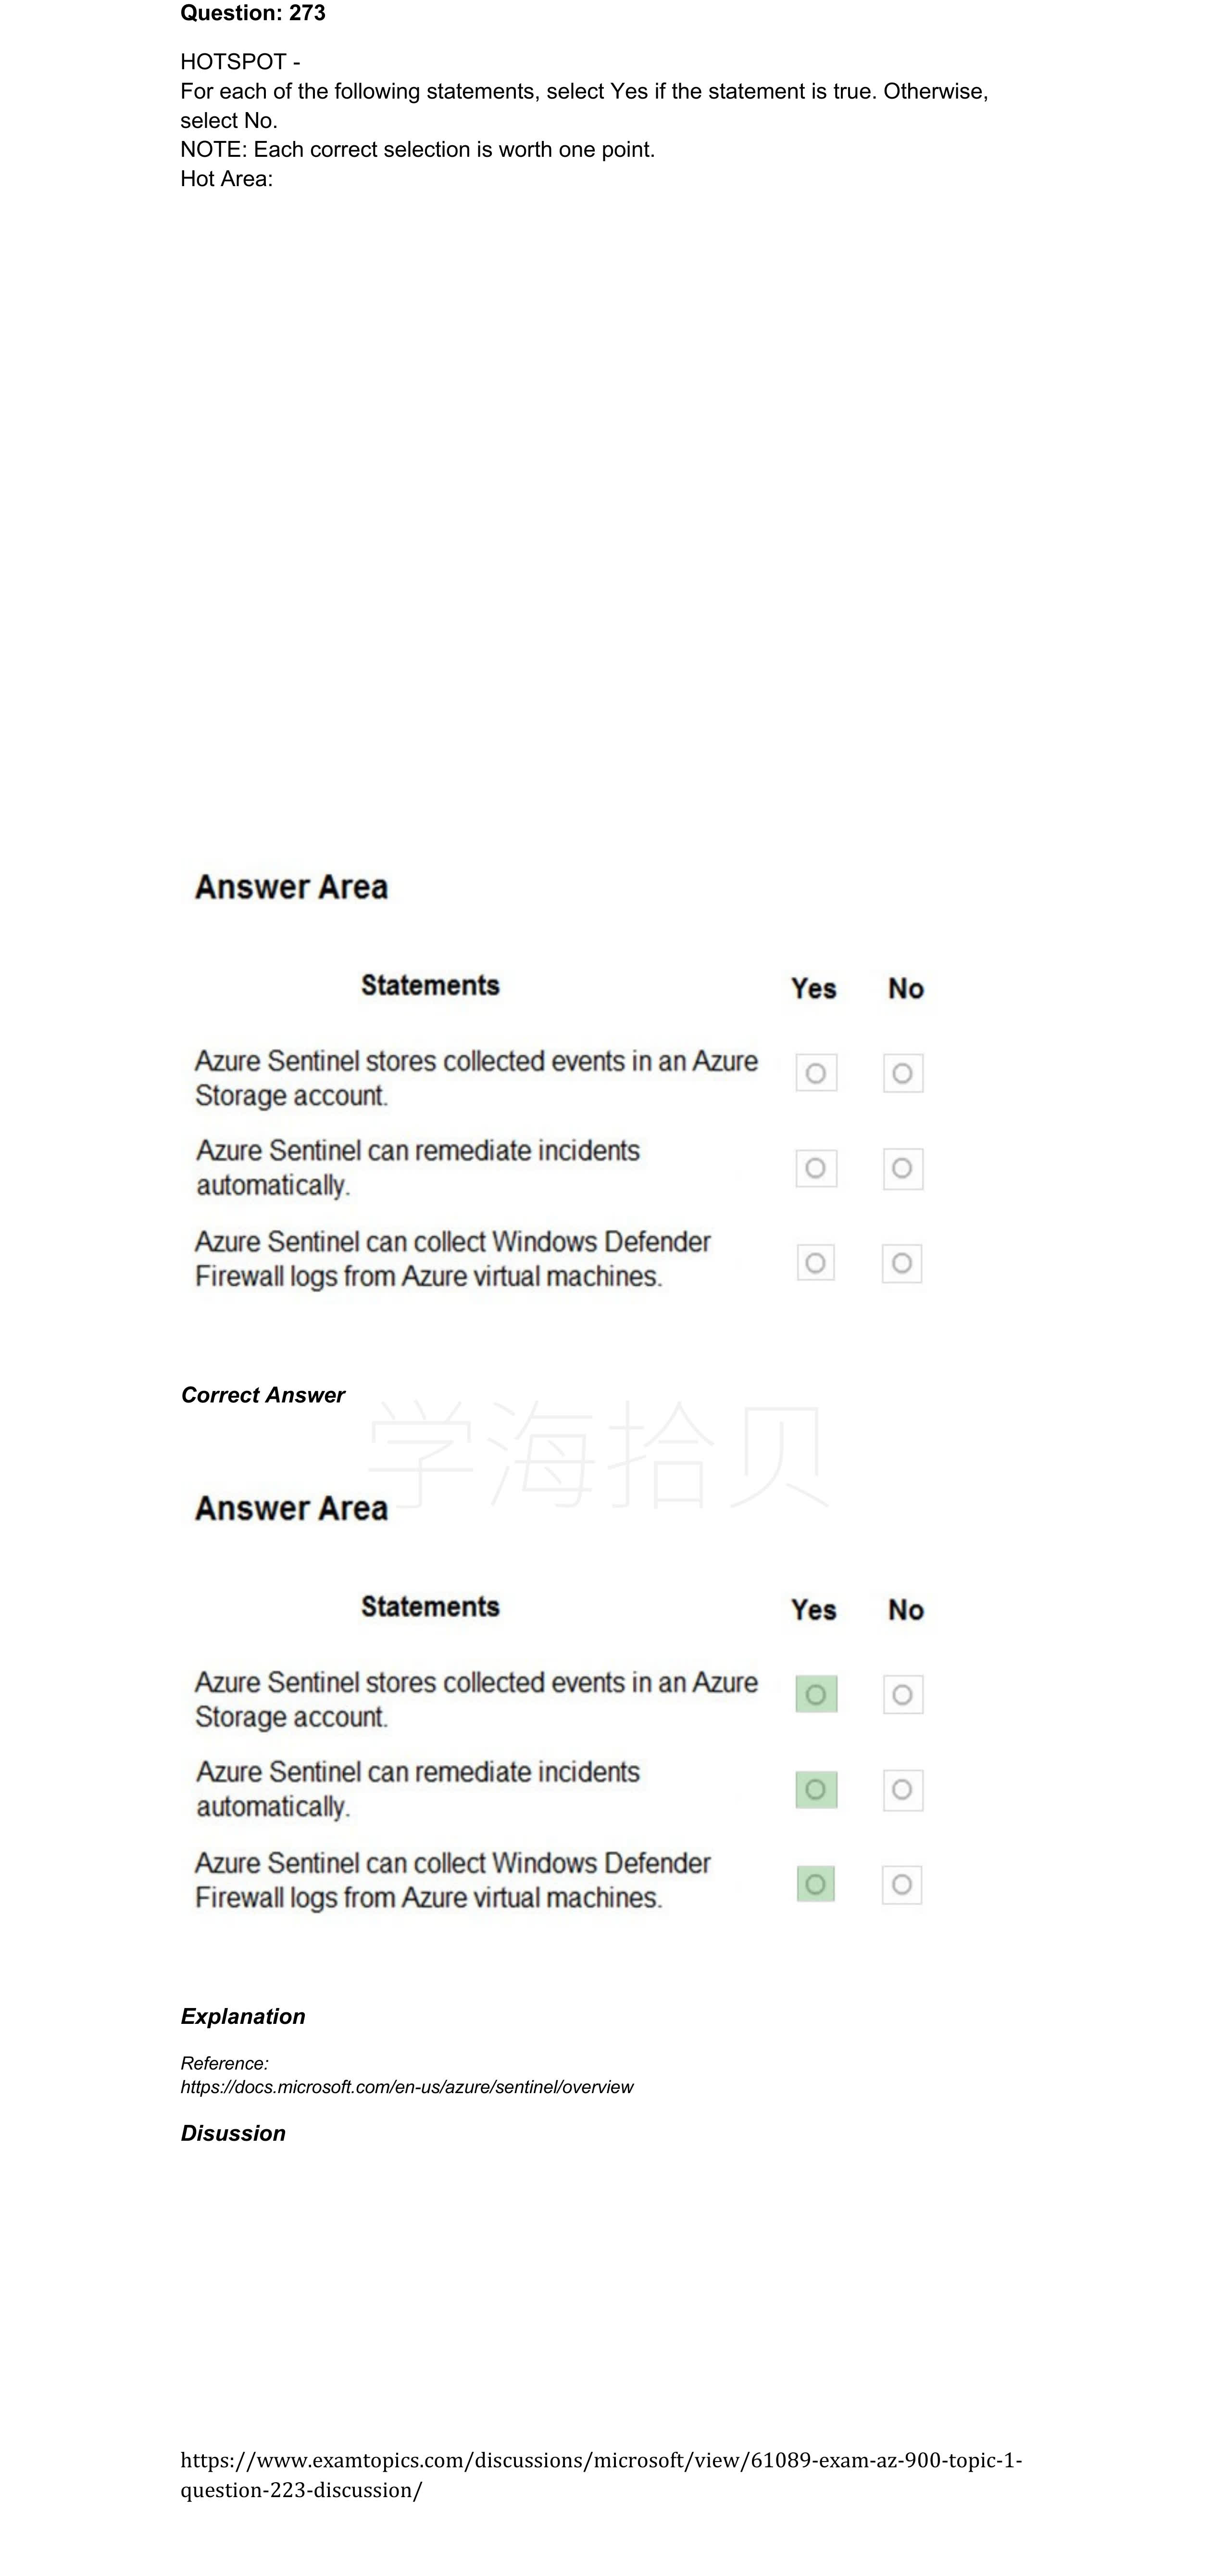 Question: 273
HOTSPOT -
For each of the following statements, select Yes if the statement is true. Otherwise,
select No.
NOTE: Each correct selection is worth one point.
Hot Area:
Answer Area
Statements Yes No
Azure Sentinel stores collected events in an Azure
Storage account.
Azure Sentinel can remediate incidents
automatically.
Azure Sentinel can collect Windows Defender
Firewall logs from Azure virtual machines.
Correct Answer
学海拾贝
Answer Area
Statements Yes No
Azure Sentinel stores collected events in an Azure
Storage account.
Azure Sentinel can remediate incidents
automatically.
Azure Sentinel can collect Windows Defender
Firewall logs from Azure virtual machines.
Explanation
Reference:
https://docs.microsoft.com/en-us/azure/sentinel/overview
Disussion
https://www.examtopics.com/discussions/microsoft/view/61089-exam-az-900-topic-1-
question-223-discussion/